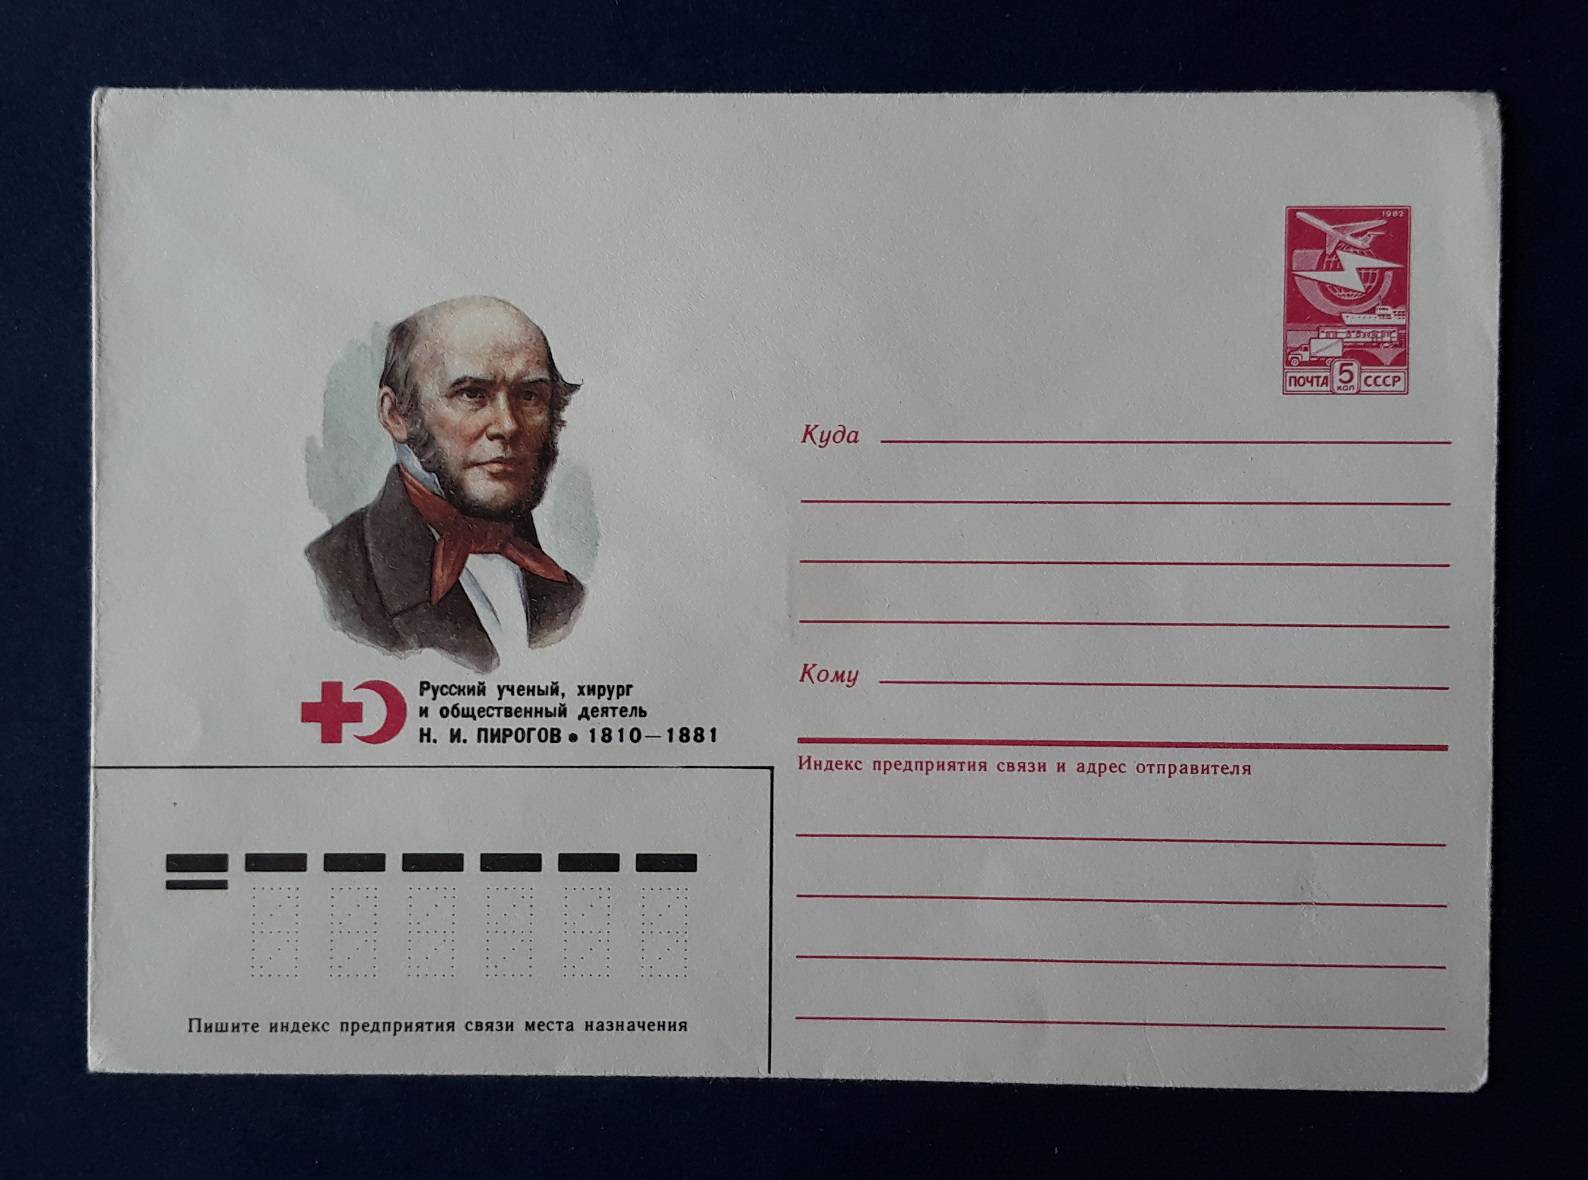 1982
ПОЧТА 5 КОП СССР
Куда
Кому
Русский ученый, хирург
и общественный деятель
Н. И. ПИРОГОВ • 1810—1881
Индекс предприятия связи и адрес отправителя
Пишите индекс предприятия связи места назначения